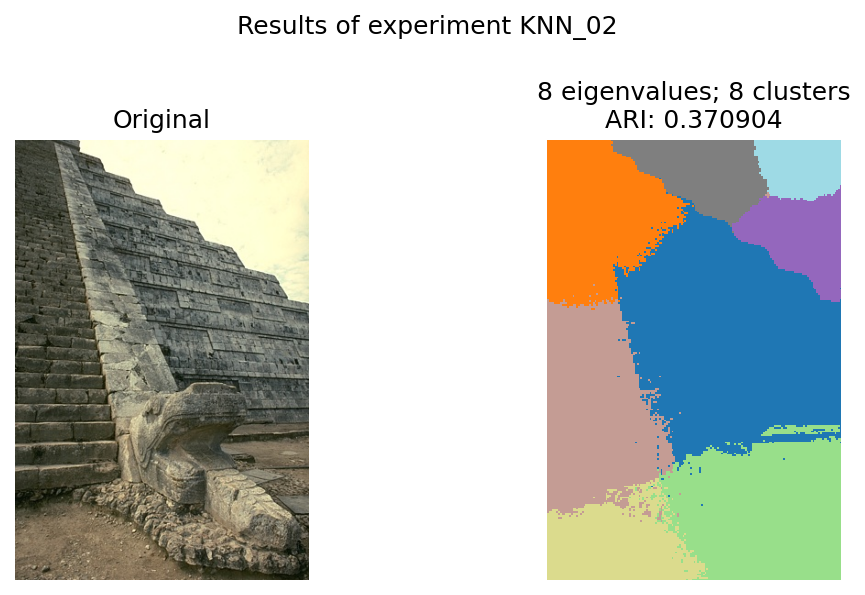 Results of experiment KNN_02
Original
8 eigenvalues; 8 clusters
ARI: 0.370904